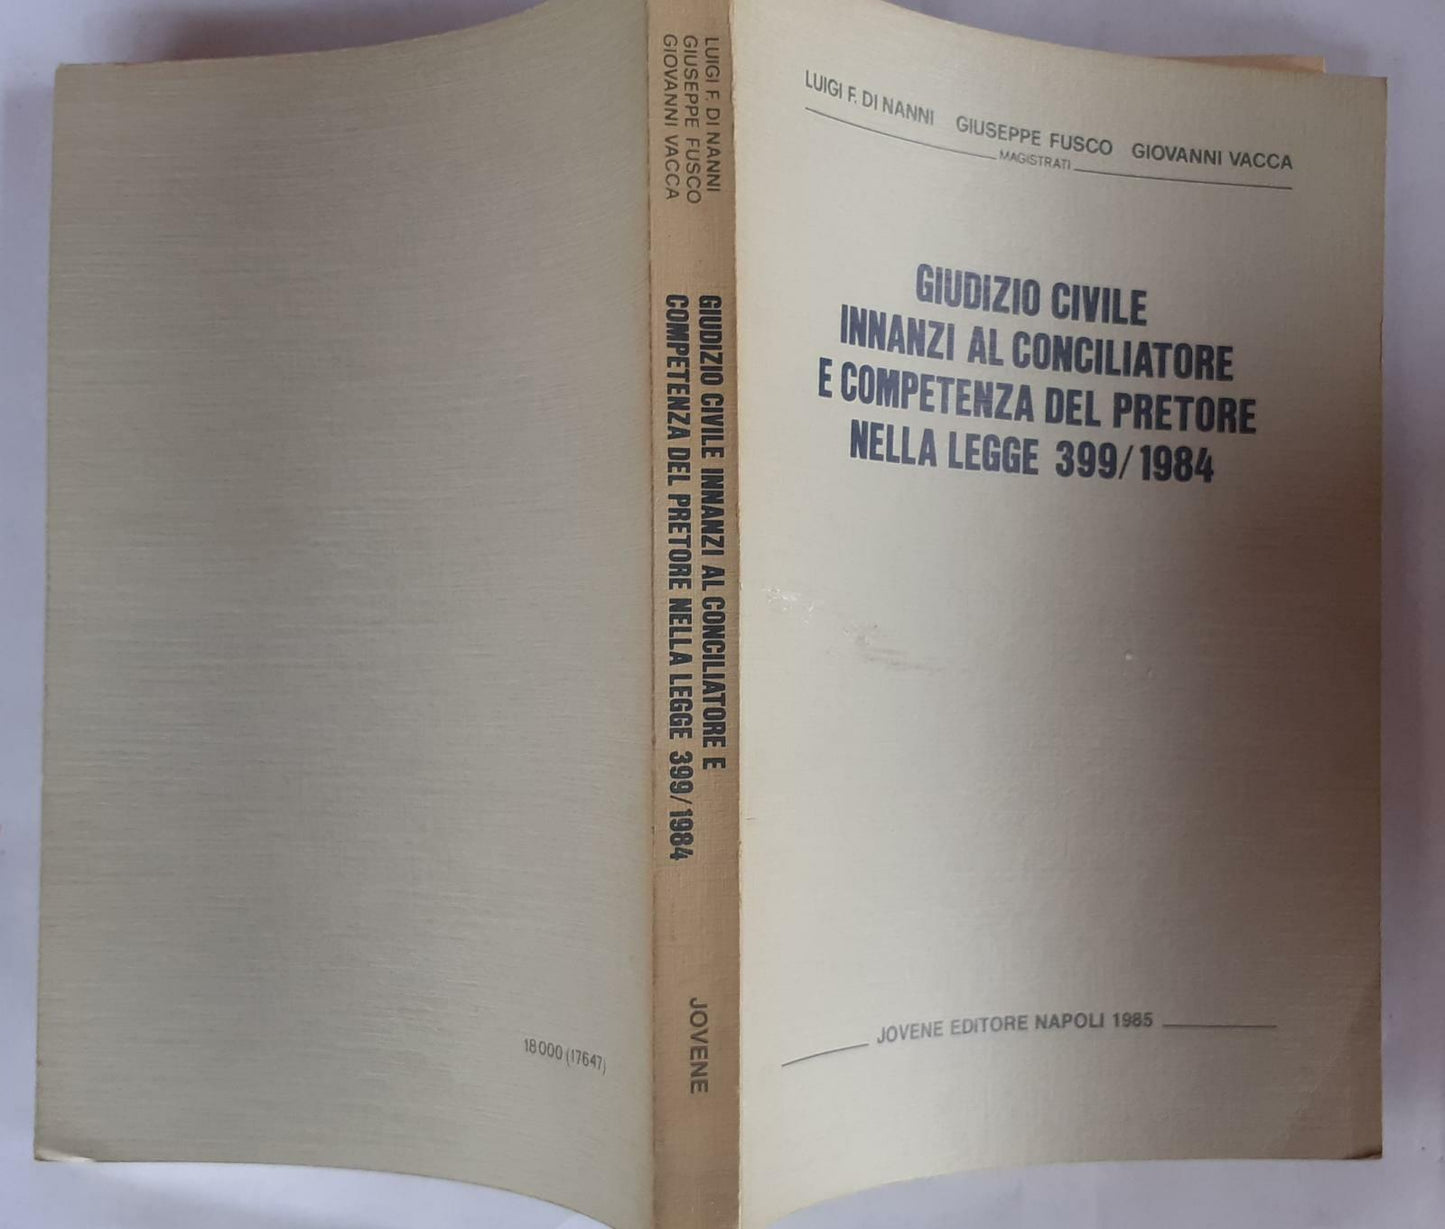 18000 (17647)
LUIGI F. DI NANNI
GIUSEPPE FUSCO
GIOVANNI VACCA
GIUDIZIO CIVILE INNANZI AL CONCILIATORE E
COMPETENZA DEL PRETORE NELLA LEGGE 399/1984
JOVENE
LUIGI F. DI NANNI GIUSEPPE FUSCO GIOVANNI VACCA
MAGISTRATI
GIUDIZIO CIVILE
INNANZI AL CONCILIATORE
E COMPETENZA DEL PRETORE
NELLA LEGGE 399/1984
JOVENE EDITORE NAPOLI 1985